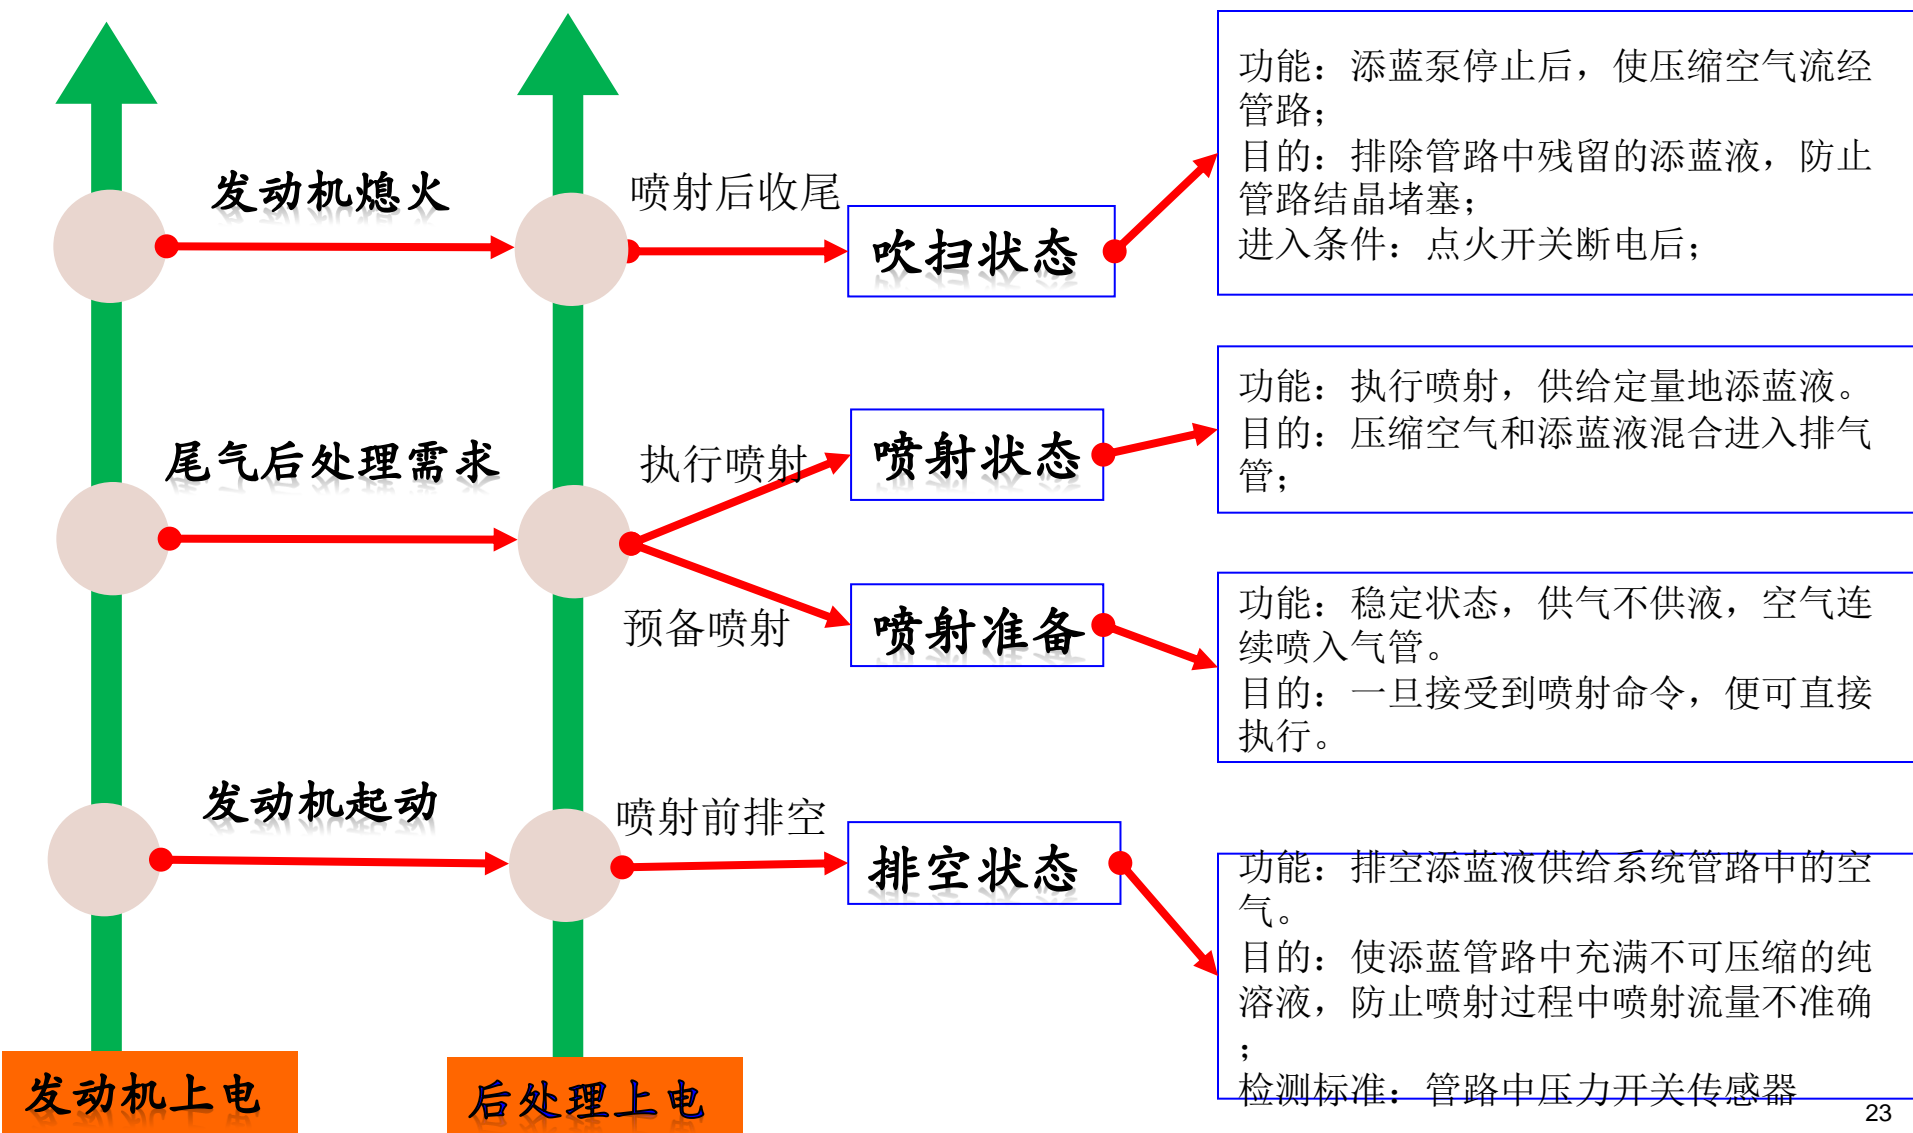 功能：添蓝泵停止后，使压缩空气流经
管路；
目的：排除管路中残留的添蓝液，防止
管路结晶堵塞；
进入条件：点火开关断电后；
发动机熄火
喷射后收尾
吹扫状态
功能：执行喷射，供给定量地添蓝液。
目的：压缩空气和添蓝液混合进入排气
管；
尾气后处理需求
执行喷射
喷射状态
预备喷射
喷射准备
功能：稳定状态，供气不供液，空气连
续喷入气管。
目的：一旦接受到喷射命令，便可直接
执行。
发动机起动
喷射前排空
排空状态
功能：排空添蓝液供给系统管路中的空
气。
目的：使添蓝管路中充满不可压缩的纯
溶液，防止喷射过程中喷射流量不准确
；
检测标准：管路中压力开关传感器
发动机上电
后处理上电
23